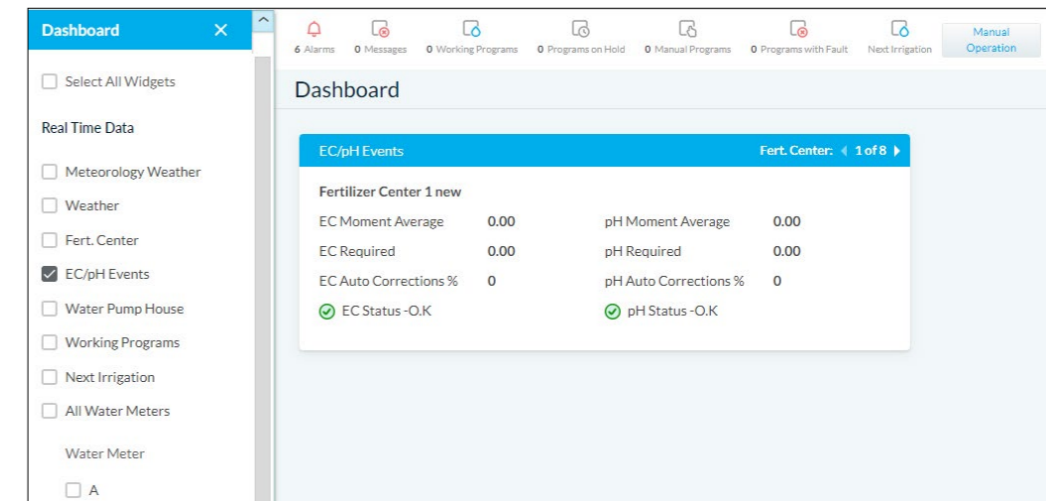 Dashboard
Select All Widgets
Real Time Data
Meteorology Weather
Weather
Fert. Center
EC/pH Events
Water Pump House
Working Programs
Next Irrigation
All Water Meters
Water Meter
A
6 Alarms 0 Messages 0 Working Programs 0 Programs on Hold 0 Manual Programs 0 Programs with Fault Next Irrigation Manual
Operation
Dashboard
EC/pH Events Fert. Center: 1 of 8
Fertilizer Center 1 new
EC Moment Average 0.00 pH Moment Average 0.00
EC Required 0.00 pH Required 0.00
EC Auto Corrections % 0 pH Auto Corrections % 0
EC Status -O.K pH Status -O.K